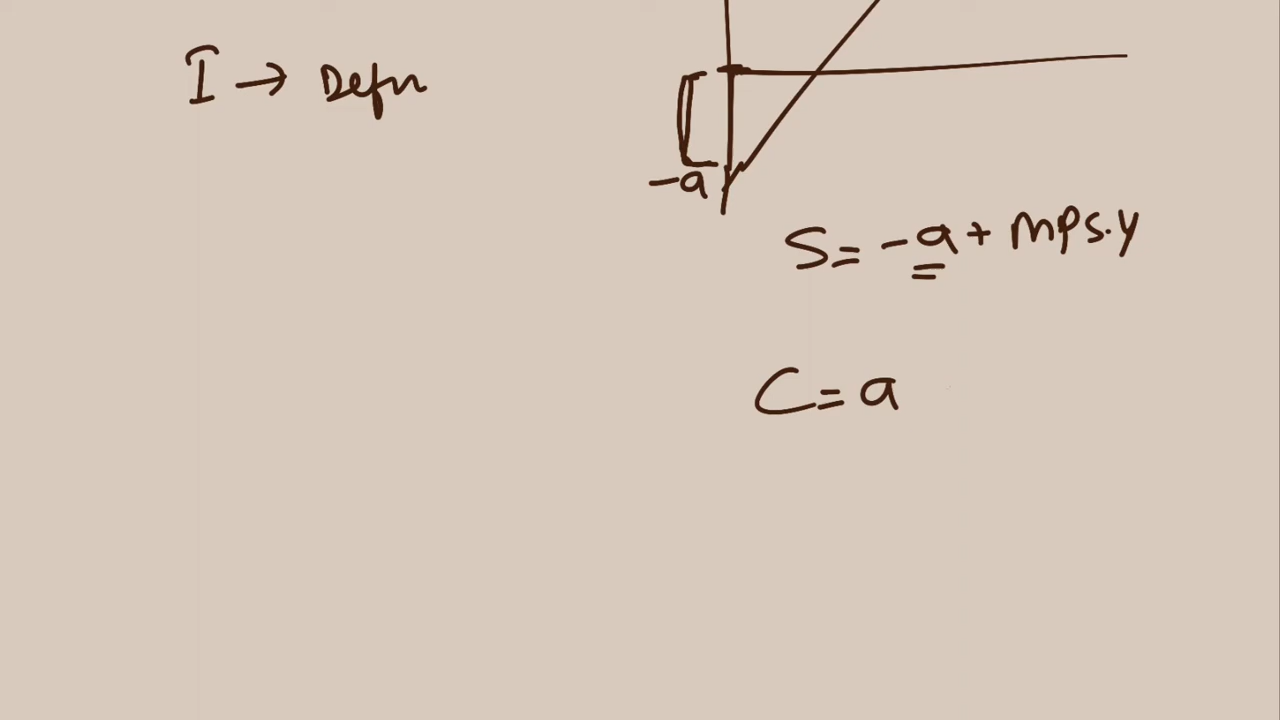 I → Defn
-a
S = -a + mps.y
C = a